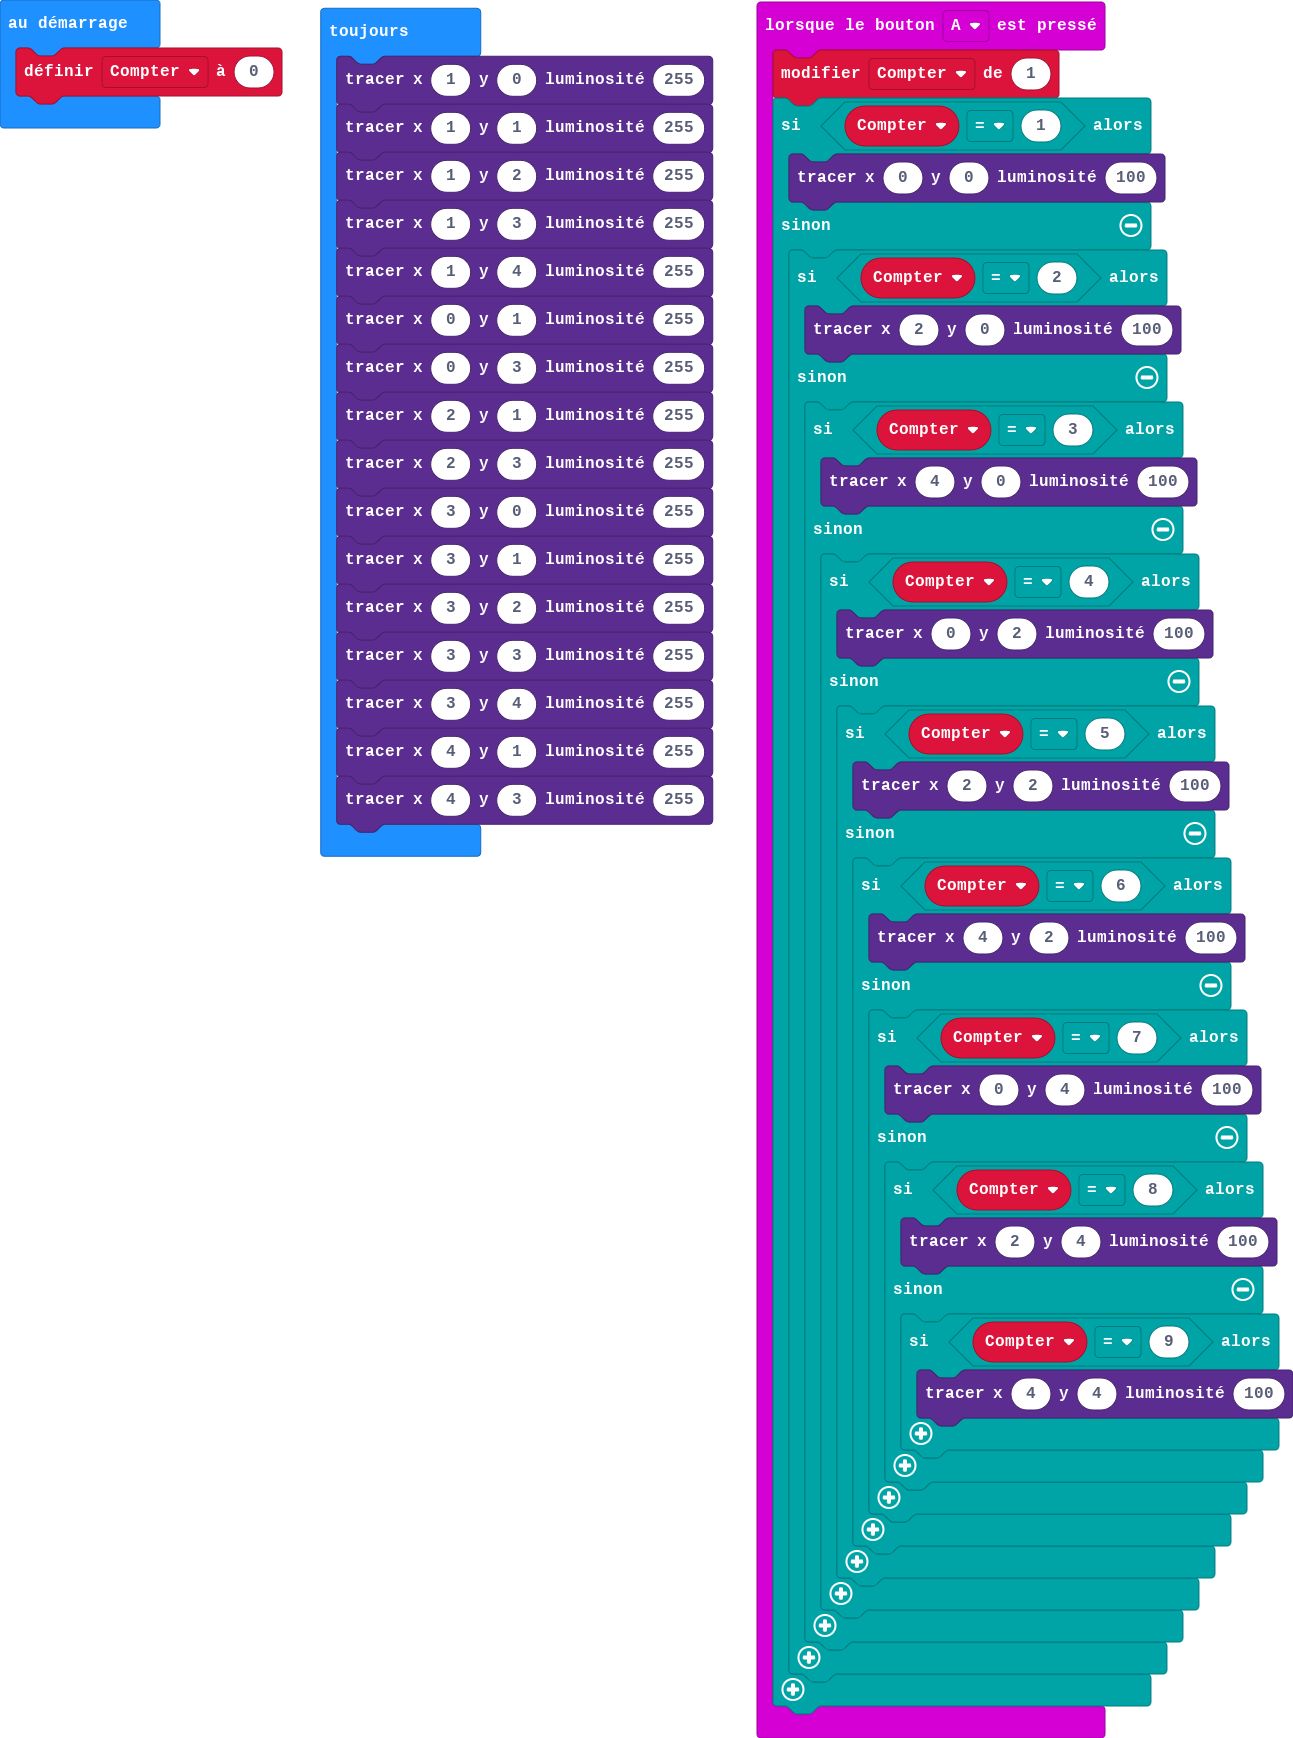 au démarrage
définir Compter à 0
toujours
tracer x 1 y 0 luminosité 255
tracer x 1 y 1 luminosité 255
tracer x 1 y 2 luminosité 255
tracer x 1 y 3 luminosité 255
tracer x 1 y 4 luminosité 255
tracer x 0 y 1 luminosité 255
tracer x 0 y 3 luminosité 255
tracer x 2 y 1 luminosité 255
tracer x 2 y 3 luminosité 255
tracer x 3 y 0 luminosité 255
tracer x 3 y 1 luminosité 255
tracer x 3 y 2 luminosité 255
tracer x 3 y 3 luminosité 255
tracer x 3 y 4 luminosité 255
tracer x 4 y 1 luminosité 255
tracer x 4 y 3 luminosité 255
lorsque le bouton A est pressé
modifier Compter de 1
si Compter = 1 alors
tracer x 0 y 0 luminosité 100
sinon
si Compter = 2 alors
tracer x 2 y 0 luminosité 100
sinon
si Compter = 3 alors
tracer x 4 y 0 luminosité 100
sinon
si Compter = 4 alors
tracer x 0 y 2 luminosité 100
sinon
si Compter = 5 alors
tracer x 2 y 2 luminosité 100
sinon
si Compter = 6 alors
tracer x 4 y 2 luminosité 100
sinon
si Compter = 7 alors
tracer x 0 y 4 luminosité 100
sinon
si Compter = 8 alors
tracer x 2 y 4 luminosité 100
sinon
si Compter = 9 alors
tracer x 4 y 4 luminosité 100